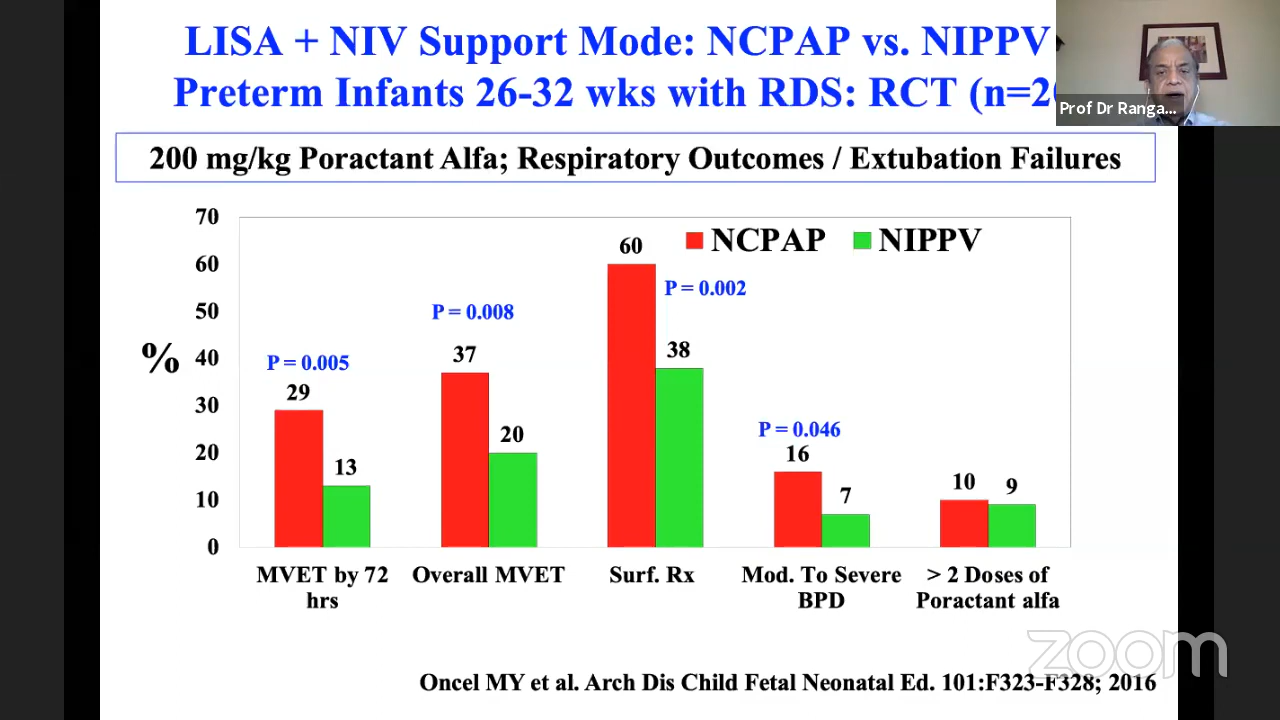 LISA + NIV Support Mode: NCPAP vs. NIPPV
Preterm Infants 26-32 wks with RDS: RCT
Prof Dr Ranga...
200 mg/kg Poractant Alfa; Respiratory Outcomes / Extubation Failures
70
60
50
40
30
20
10
0
%
NCPAP
NIPPV
P = 0.005
29
13
P = 0.008
37
20
60
P = 0.002
38
P = 0.046
16
7
10
9
MVET by 72
hrs
Overall MVET
Surf. Rx
Mod. To Severe
BPD
> 2 Doses of
Poractant alfa
zoom
Oncel MY et al. Arch Dis Child Fetal Neonatal Ed. 101:F323-F328; 2016